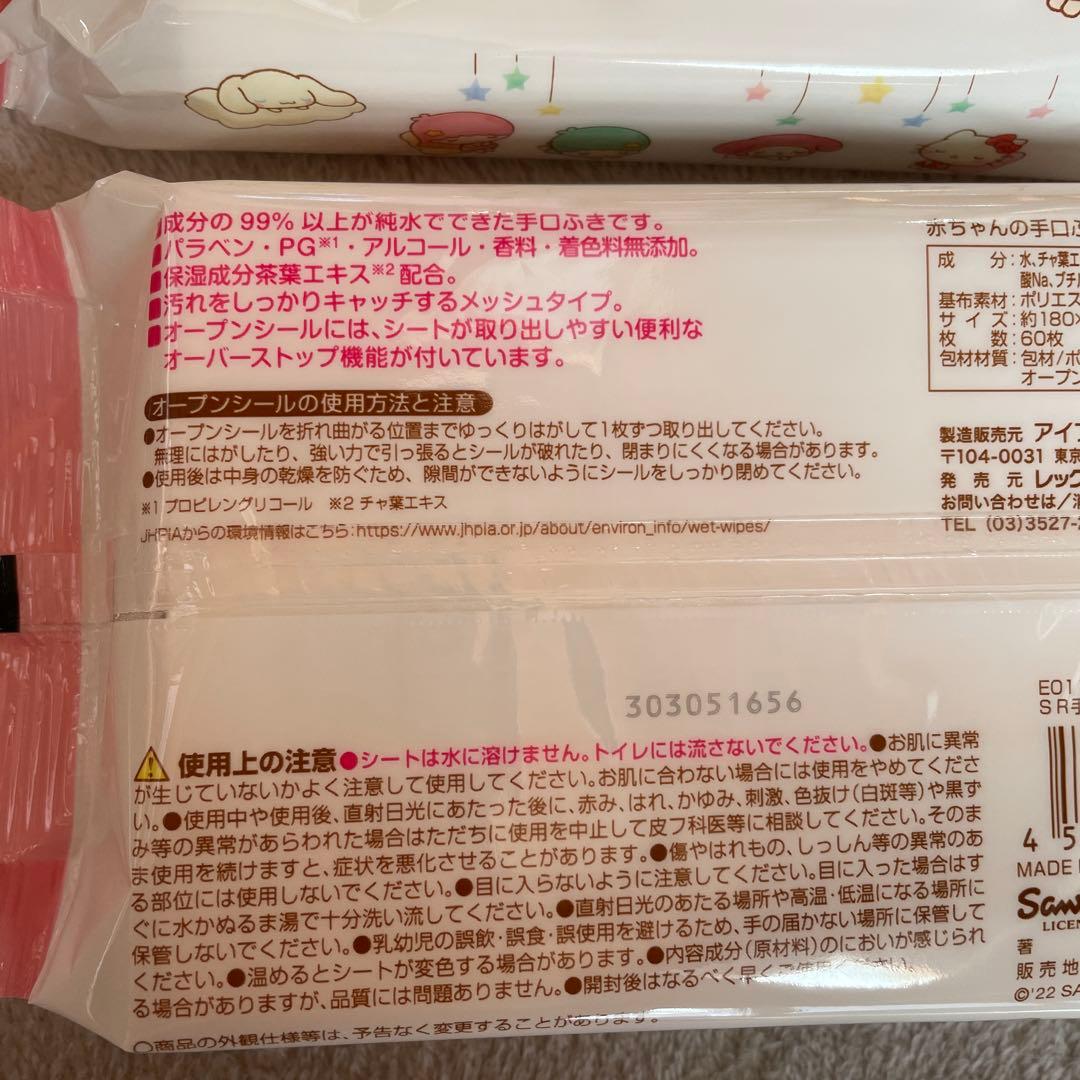 ■成分の 99% 以上が純水でできた手口ふきです。
■パラベン・PG※1・アルコール・香料・着色料無添加。
■保湿成分茶葉エキス※2 配合。
■汚れをしっかりキャッチするメッシュタイプ。
■オープンシールには、シートが取り出しやすい便利な
オーバーストップ機能が付いています。
オープンシールの使用方法と注意
●オープンシールを折れ曲がる位置までゆっくりはがして1枚ずつ取り出してください。
無理にはがしたり、強い力で引っ張るとシールが破れたり、閉まりにくくなる場合があります。
●使用後は中身の乾燥を防ぐため、隙間ができないようにシールをしっかり閉めてください。
※1 プロピレングリコール ※2 チャ葉エキス
JHPIAからの環境情報はこちら:https://www.jhpia.or.jp/about/environ_info/wet-wipes/
赤ちゃんの手口ふ
成 分:水、チャ葉エ
酸Na、ブチル
基布素材:ポリエス
サ イ ズ:約180×
枚 数:60枚
包材材質:包材/ポ
オープン
製造販売元 アイ
〒104-0031 東京
発 売 元 レック
お問い合わせは/消
TEL (03)3527-
303051656
E01
SR手
使用上の注意 ●シートは水に溶けません。トイレには流さないでください。●お肌に異常
が生じていないかよく注意して使用してください。お肌に合わない場合には使用をやめてくださ
い。●使用中や使用後、直射日光にあたった後に、赤み、はれ、かゆみ、刺激、色抜け(白斑等)や黒ず
み等の異常があらわれた場合はただちに使用を中止して皮フ科医等に相談してください。そのま
ま使用を続けますと、症状を悪化させることがあります。●傷やはれもの、しっしん等の異常のあ
る部位には使用しないでください。●目に入らないように注意してください。目に入った場合はす
ぐに水かぬるま湯で十分洗い流してください。●直射日光のあたる場所や高温・低温になる場所に
保管しないでください。●乳幼児の誤飲・誤食・誤使用を避けるため、手の届かない場所に保管して
ください。●温めるとシートが変色する場合があります。●内容成分(原材料)のにおいが感じられ
る場合がありますが、品質には問題ありません。●開封後はなるべく早くご使用ください。
○商品の外観仕様等は、予告なく変更することがあります。
4 5
MADE
San
LICEN
著
販 売 地
©'22 SA